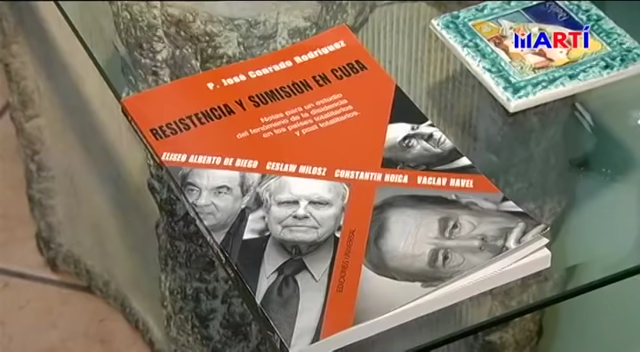 MARTÍ
P. José Conrado Rodríguez
RESISTENCIA Y SUMISIÓN EN CUBA
Notas para un estudio
del fenómeno de la disidencia
en los países totalitarios
y post totalitarios.
ELISEO ALBERTO DE DIEGO CESLAW MILOSZ CONSTANTIN NOICA VACLAV HAVEL
EDICIONES UNIVERSAL